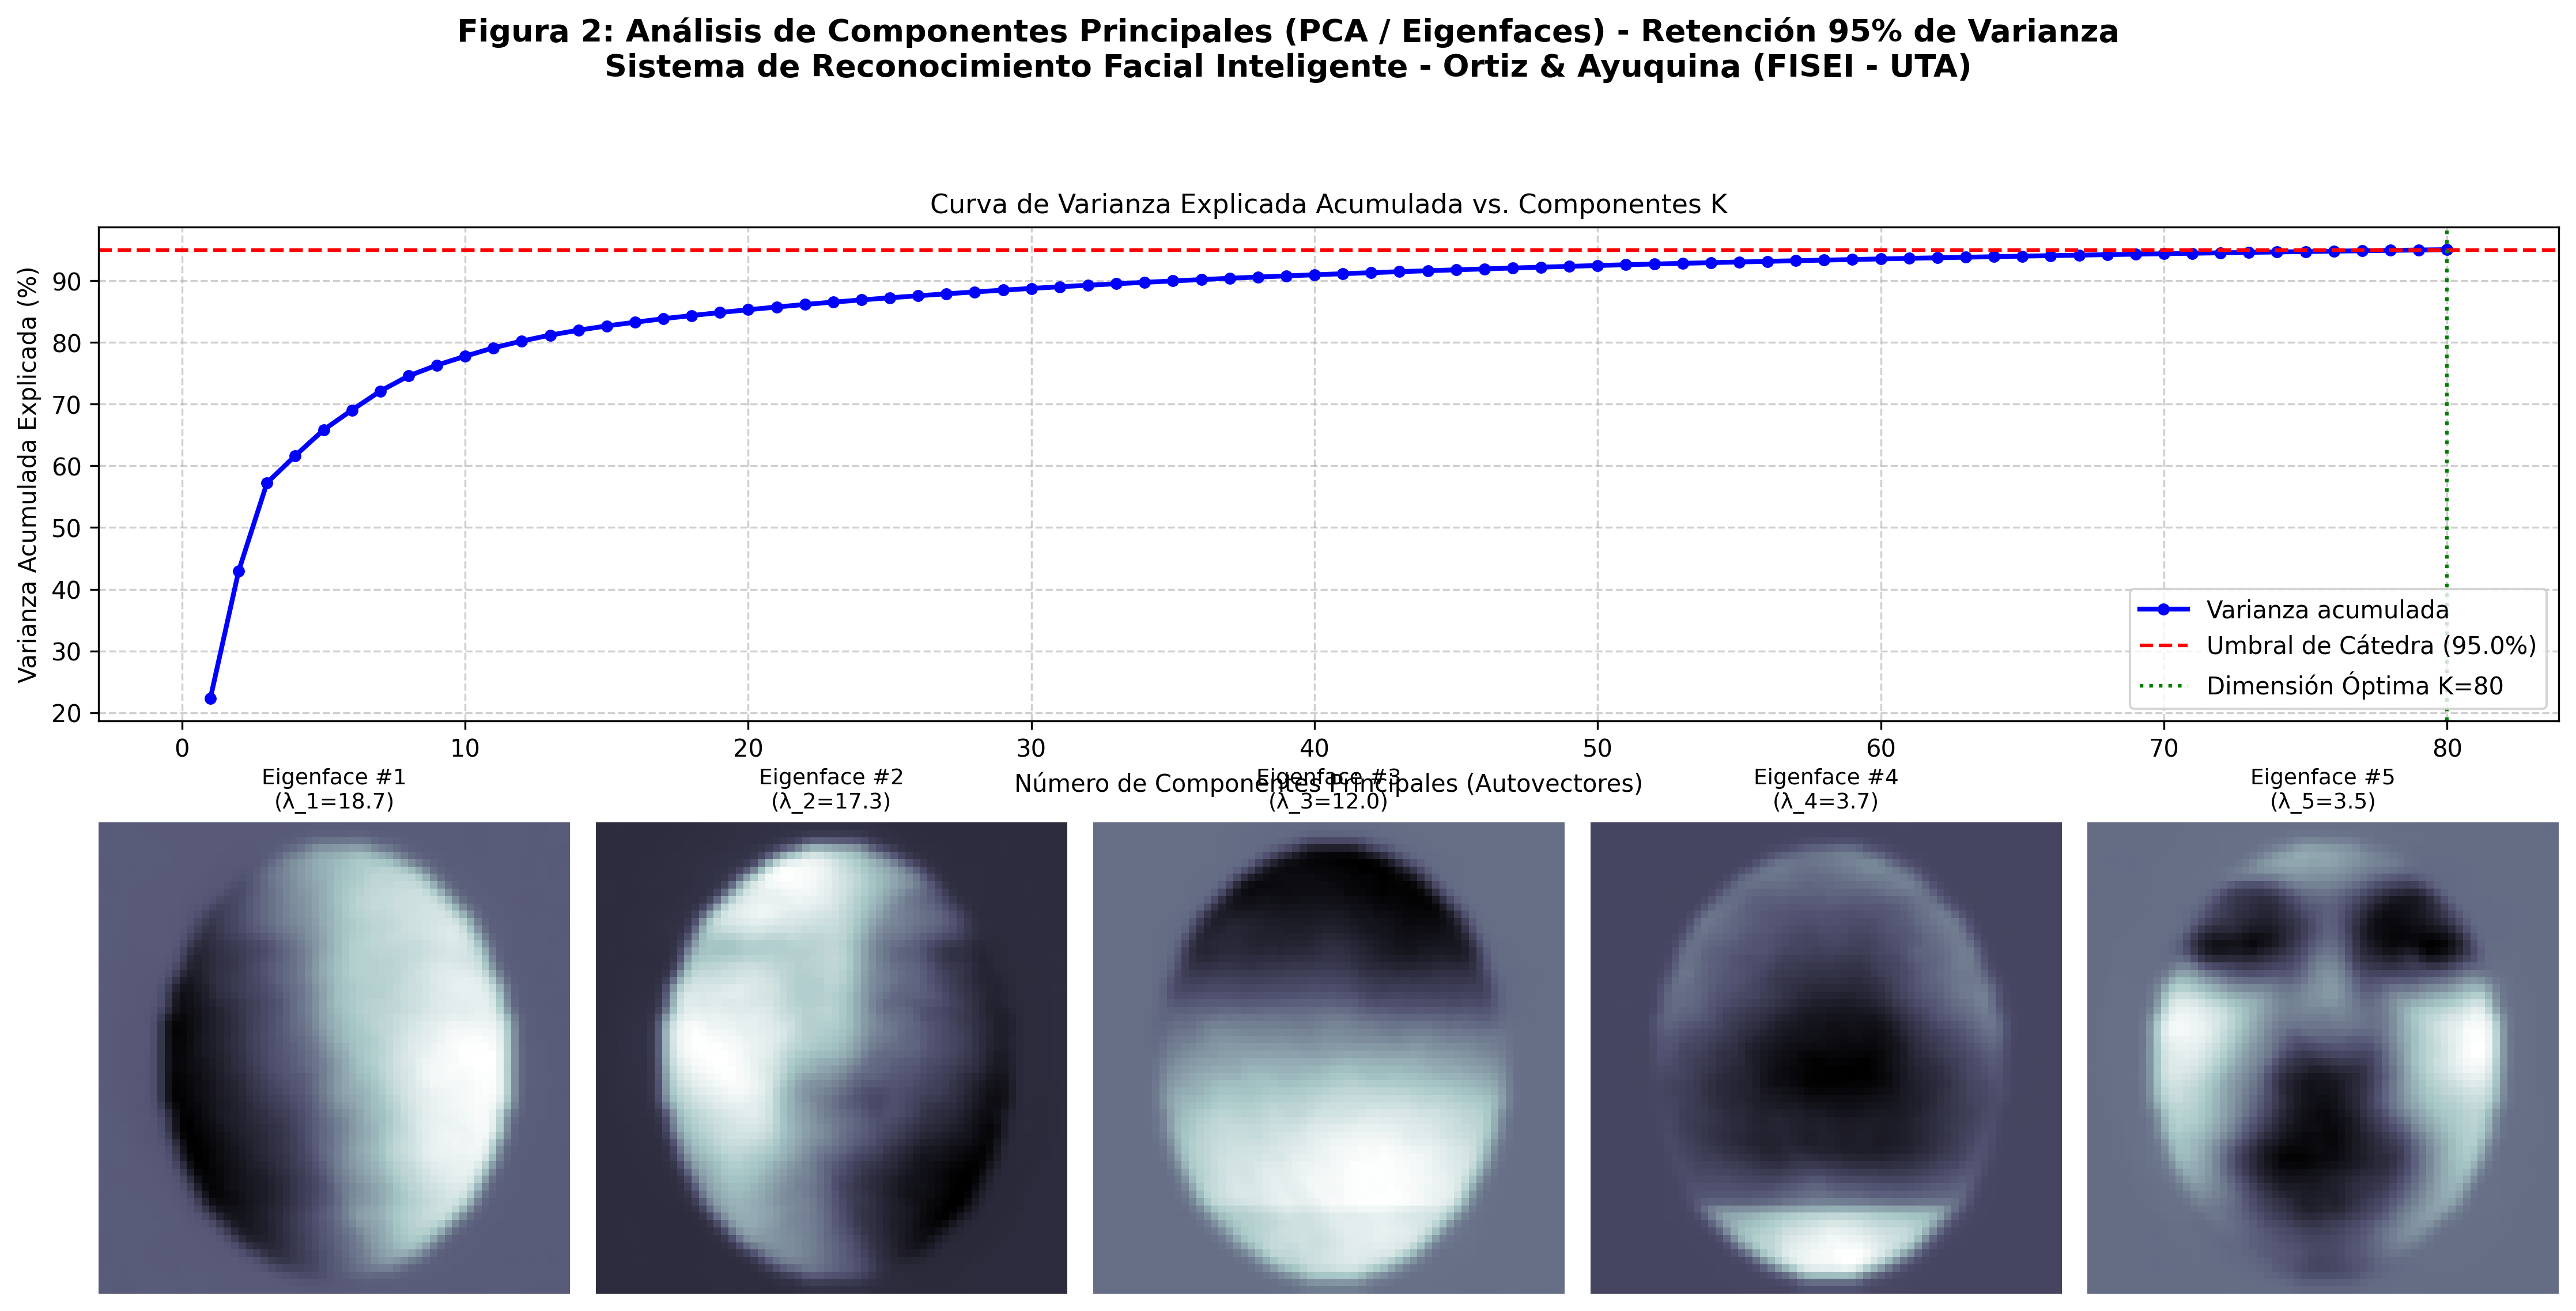 Figura 2: Análisis de Componentes Principales (PCA / Eigenfaces) - Retención 95% de Varianza
Sistema de Reconocimiento Facial Inteligente - Ortiz & Ayuquina (FISEI - UTA)
Curva de Varianza Explicada Acumulada vs. Componentes K
Varianza Acumulada Explicada (%)
90
80
70
60
50
40
30
20
Varianza acumulada
Umbral de Cátedra (95.0%)
Dimensión Óptima K=80
0 10 20 30 40 50 60 70 80
Número de Componentes Principales (Autovectores)
Eigenface #1
(λ_1=18.7)
Eigenface #2
(λ_2=17.3)
Eigenface #3
(λ_3=12.0)
Eigenface #4
(λ_4=3.7)
Eigenface #5
(λ_5=3.5)